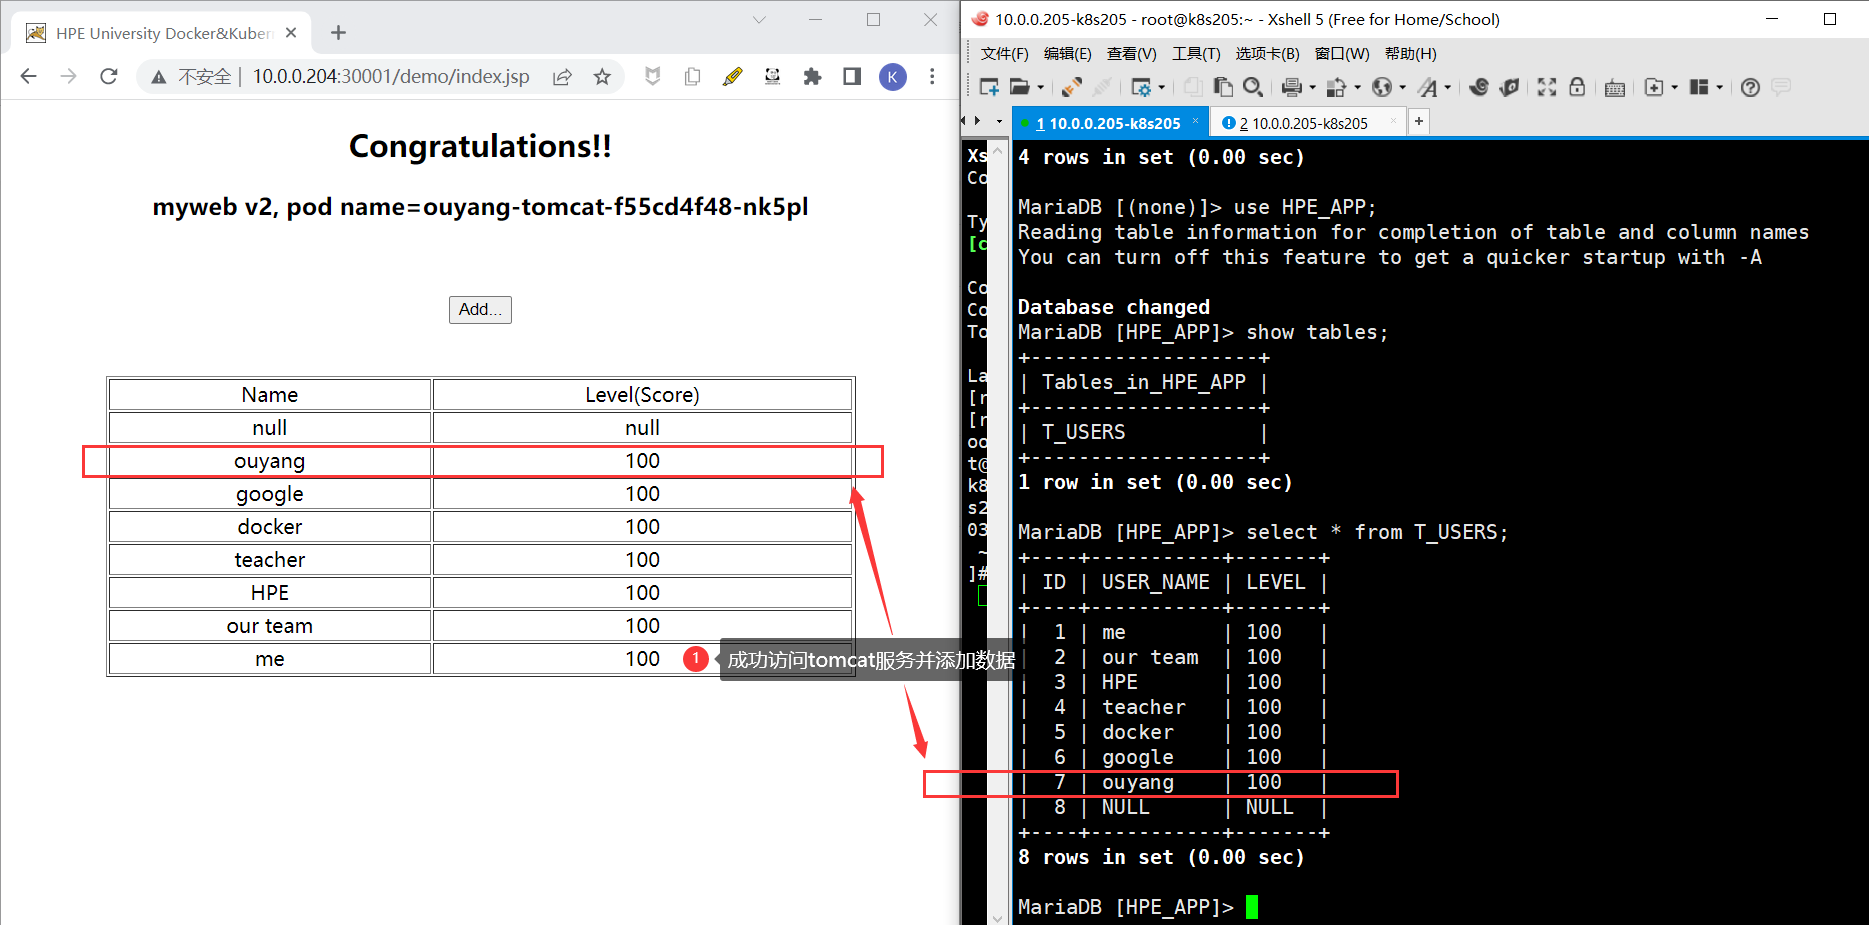 HPE University Docker&Kuber
不安全 | 10.0.0.204:30001/demo/index.jsp
K
Congratulations!!
myweb v2, pod name=ouyang-tomcat-f55cd4f48-nk5pl
Add...
Name Level(Score)
null null
ouyang 100
google 100
docker 100
teacher 100
HPE 100
our team 100
me 100
1 成功访问tomcat服务并添加数据
10.0.0.205-k8s205 - root@k8s205:~ - Xshell 5 (Free for Home/School)
文件(F) 编辑(E) 查看(V) 工具(T) 选项卡(B) 窗口(W) 帮助(H)
1 10.0.0.205-k8s205 2 10.0.0.205-k8s205
Xs
Co
Ty
[c
Co
Co
To
La
[r
[r
oo
t@
k8
s2
03
~
]#
4 rows in set (0.00 sec)
MariaDB [(none)]> use HPE_APP;
Reading table information for completion of table and column names
You can turn off this feature to get a quicker startup with -A
Database changed
MariaDB [HPE_APP]> show tables;
+-------------------+
| Tables_in_HPE_APP |
+-------------------+
| T_USERS           |
+-------------------+
1 row in set (0.00 sec)
MariaDB [HPE_APP]> select * from T_USERS;
+----+-----------+-------+
| ID | USER_NAME | LEVEL |
+----+-----------+-------+
|  1 | me        | 100   |
|  2 | our team  | 100   |
|  3 | HPE       | 100   |
|  4 | teacher   | 100   |
|  5 | docker    | 100   |
|  6 | google    | 100   |
|  7 | ouyang    | 100   |
|  8 | NULL      | NULL  |
+----+-----------+-------+
8 rows in set (0.00 sec)
MariaDB [HPE_APP]>